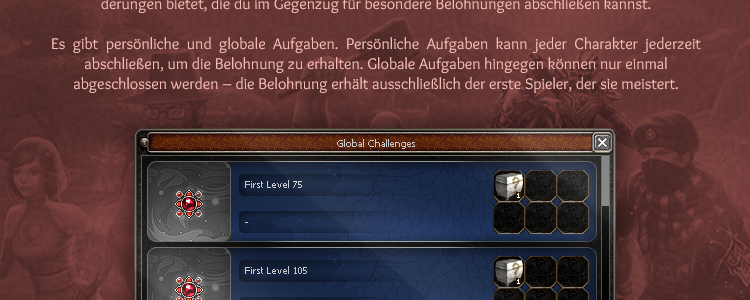 derungen bietet, die du im Gegenzug für besondere Belohnungen abschließen kannst.
Es gibt persönliche und globale Aufgaben. Persönliche Aufgaben kann jeder Charakter jederzeit
abschließen, um die Belohnung zu erhalten. Globale Aufgaben hingegen können nur einmal
abgeschlossen werden – die Belohnung erhält ausschließlich der erste Spieler, der sie meistert.
Global Challenges
First Level 75
1
-
First Level 105
1